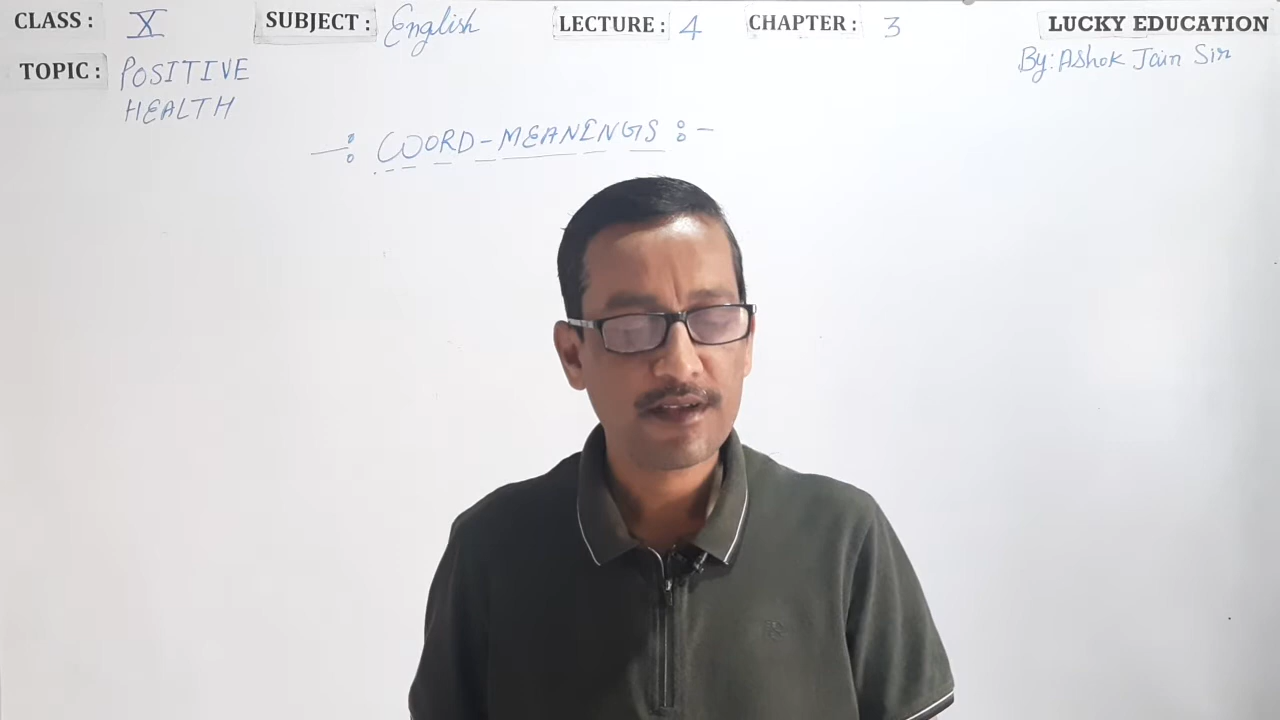 CLASS : X SUBJECT : English LECTURE : 4 CHAPTER : 3 LUCKY EDUCATION
By: Ashok Jain Sir
TOPIC : POSITIVE
HEALTH
-: WORD-MEANINGS :-